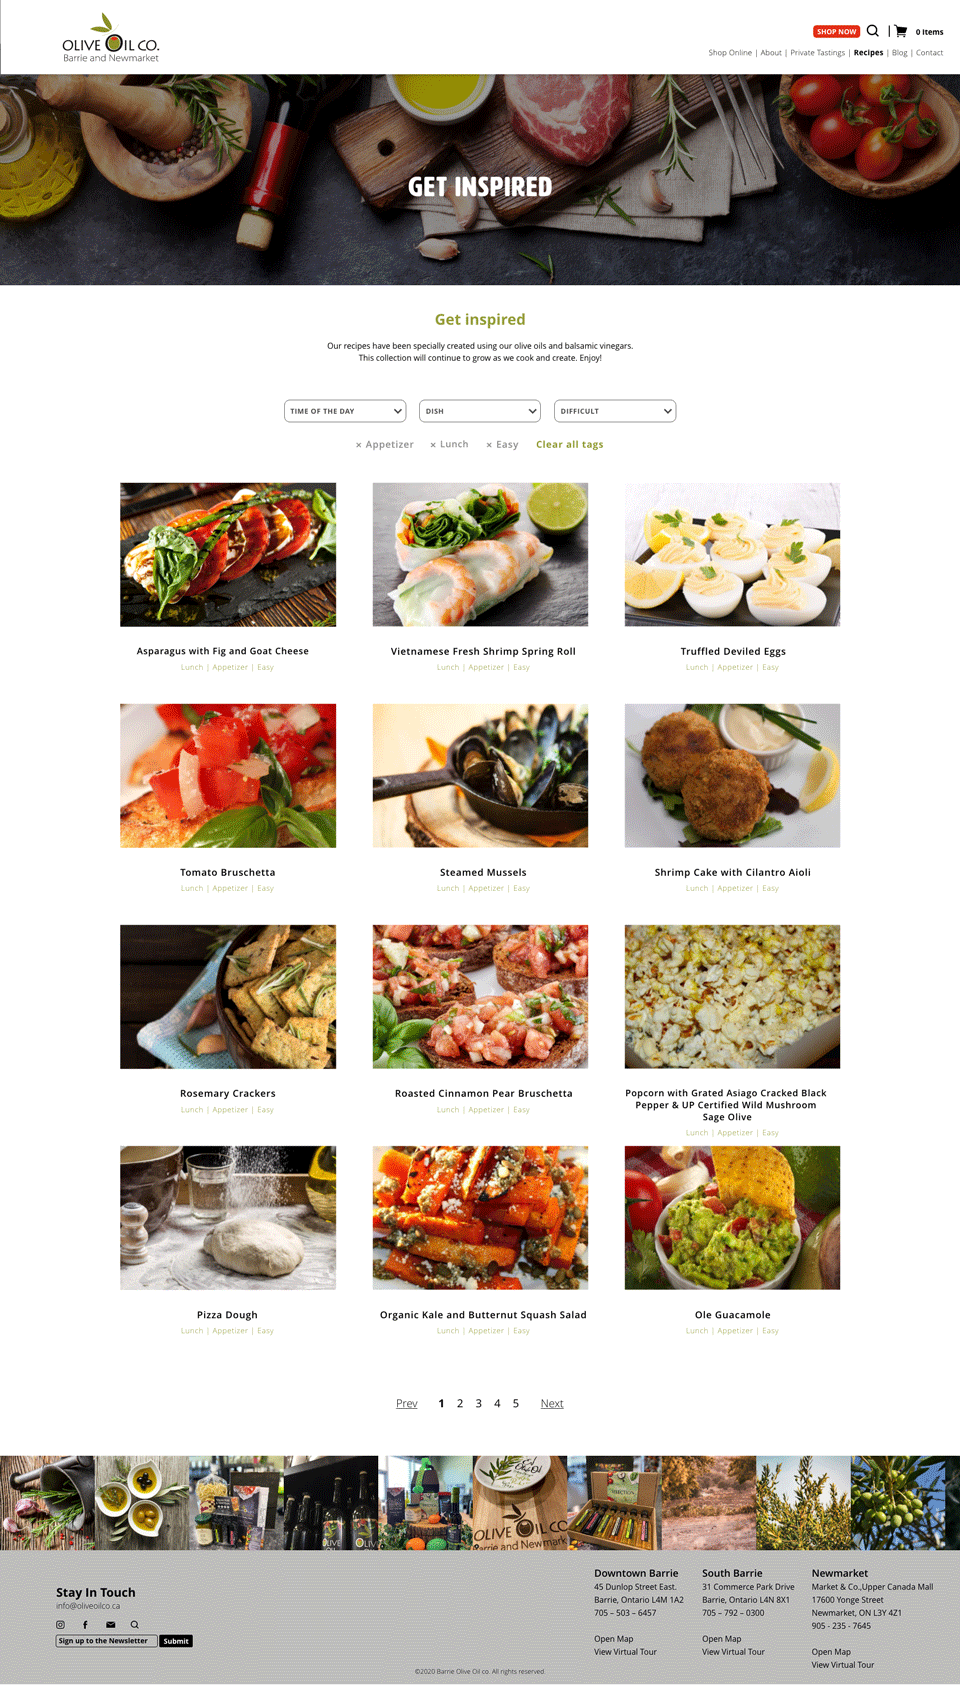 OLIVE OIL CO.
Barrie and Newmarket
SHOP NOW
0 Items
Shop Online | About | Private Tastings | Recipes | Blog | Contact
GET INSPIRED
Get inspired
Our recipes have been specially created using our olive oils and balsamic vinegars.
This collection will continue to grow as we cook and create. Enjoy!
TIME OF THE DAY
DISH
DIFFICULT
× Appetizer × Lunch × Easy Clear all tags
Asparagus with Fig and Goat Cheese
Lunch | Appetizer | Easy
Vietnamese Fresh Shrimp Spring Roll
Lunch | Appetizer | Easy
Truffled Deviled Eggs
Lunch | Appetizer | Easy
Tomato Bruschetta
Lunch | Appetizer | Easy
Steamed Mussels
Lunch | Appetizer | Easy
Shrimp Cake with Cilantro Aioli
Lunch | Appetizer | Easy
Rosemary Crackers
Lunch | Appetizer | Easy
Roasted Cinnamon Pear Bruschetta
Lunch | Appetizer | Easy
Popcorn with Grated Asiago Cracked Black
Pepper & UP Certified Wild Mushroom
Sage Olive
Lunch | Appetizer | Easy
Pizza Dough
Lunch | Appetizer | Easy
Organic Kale and Butternut Squash Salad
Lunch | Appetizer | Easy
Ole Guacamole
Lunch | Appetizer | Easy
Prev 1 2 3 4 5 Next
OLIVE OIL CO
Barrie and Newmark
Stay In Touch
info@oliveoilco.ca
Sign up to the Newsletter
Submit
Downtown Barrie
45 Dunlop Street East.
Barrie, Ontario L4M 1A2
705 – 503 – 6457
Open Map
View Virtual Tour
South Barrie
31 Commerce Park Drive
Barrie, Ontario L4N 8X1
705 – 792 – 0300
Open Map
View Virtual Tour
Newmarket
Market & Co.,Upper Canada Mall
17600 Yonge Street
Newmarket, ON L3Y 4Z1
905 - 235 - 7645
Open Map
View Virtual Tour
©2020 Barrie Olive Oil co. All rights reserved.